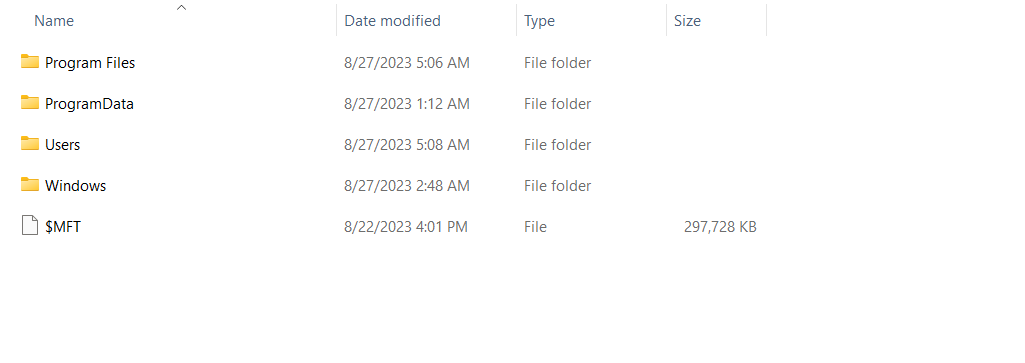 Name Date modified Type Size
Program Files 8/27/2023 5:06 AM File folder
ProgramData 8/27/2023 1:12 AM File folder
Users 8/27/2023 5:08 AM File folder
Windows 8/27/2023 2:48 AM File folder
$MFT 8/22/2023 4:01 PM File 297,728 KB